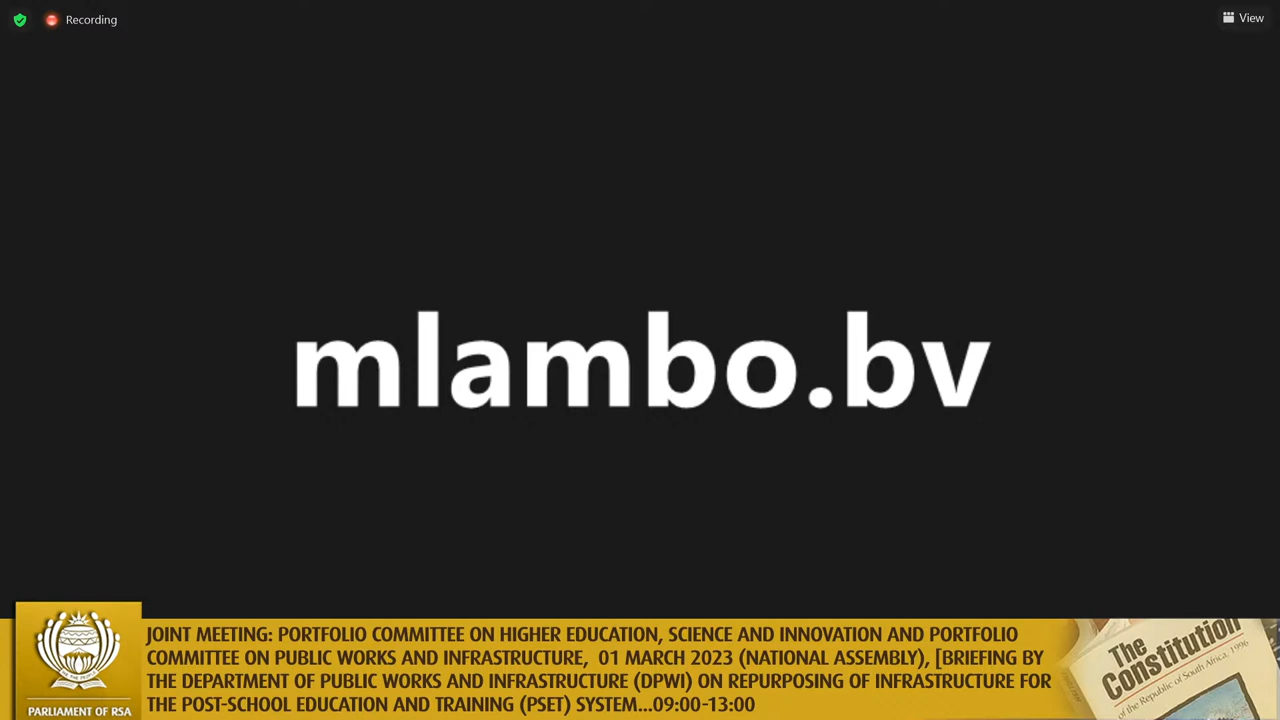 Recording
View
mlambo.bv
JOINT MEETING: PORTFOLIO COMMITTEE ON HIGHER EDUCATION, SCIENCE AND INNOVATION AND PORTFOLIO
COMMITTEE ON PUBLIC WORKS AND INFRASTRUCTURE, 01 MARCH 2023 (NATIONAL ASSEMBLY), [BRIEFING BY
THE DEPARTMENT OF PUBLIC WORKS AND INFRASTRUCTURE (DPWI) ON REPURPOSING OF INFRASTRUCTURE FOR
THE POST-SCHOOL EDUCATION AND TRAINING (PSET) SYSTEM...09:00-13:00
PARLIAMENT OF RSA
The
Constitution
of the Republic of South Africa, 1996